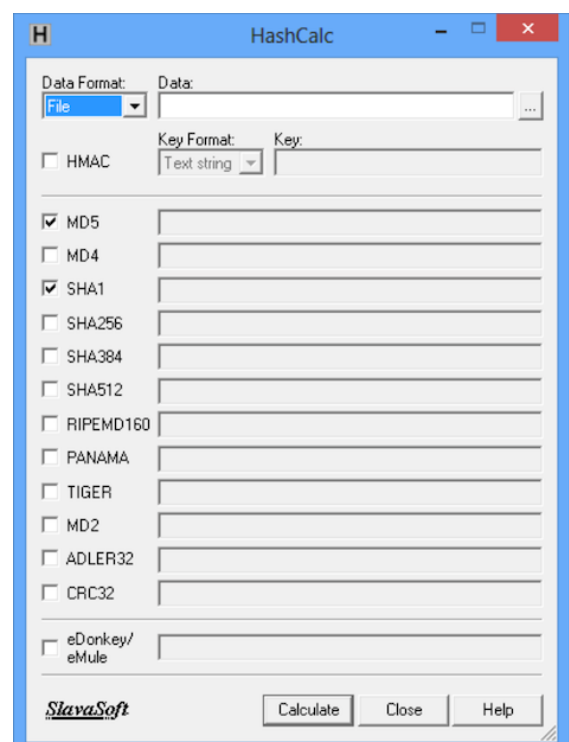 H HashCalc
Data Format: Data:
File ...
Key Format: Key:
HMAC Text string
MD5
MD4
SHA1
SHA256
SHA384
SHA512
RIPEMD160
PANAMA
TIGER
MD2
ADLER32
CRC32
eDonkey/
eMule
SlavaSoft Calculate Close Help